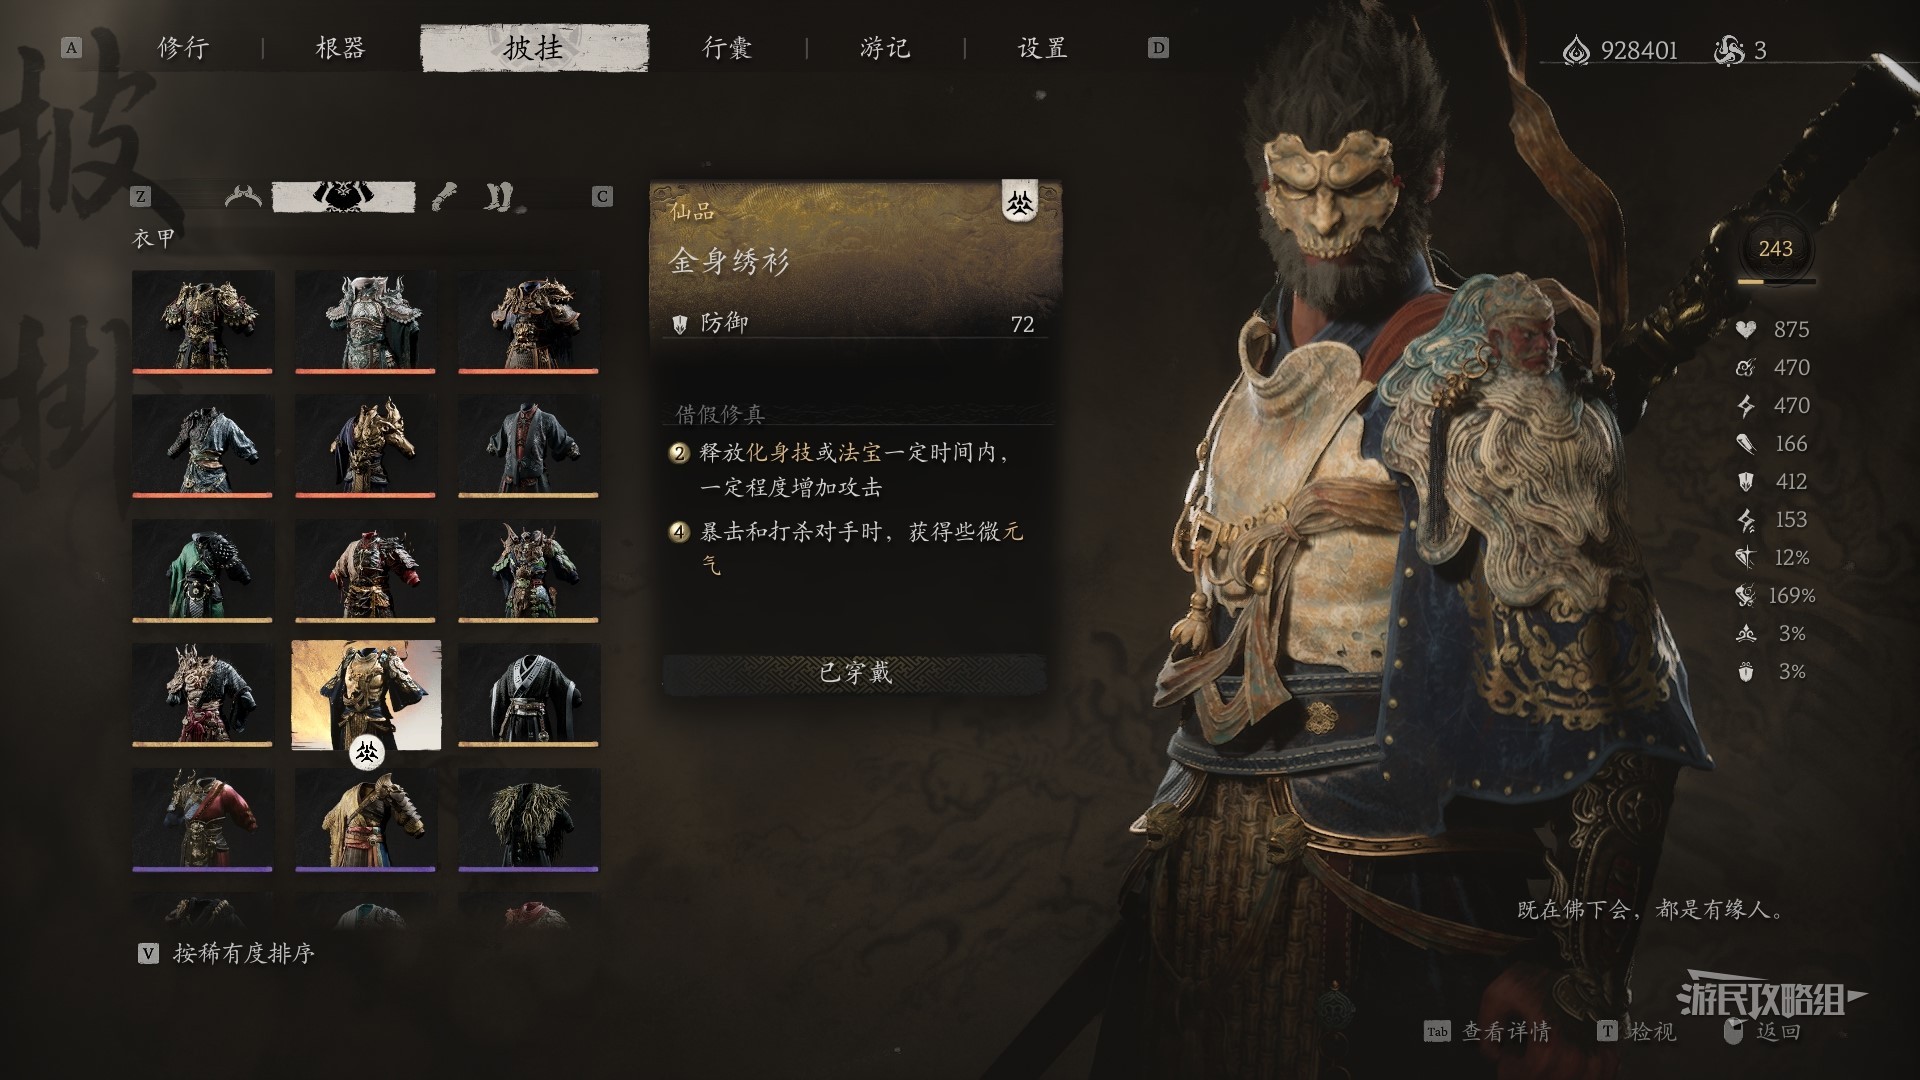 A 修行 | 根器 | 披挂 | 行囊 | 游记 | 设置 D
928401 3
披挂
Z C
衣甲
仙品
金身绣衫
防御 72
借假修真
2 释放化身技或法宝一定时间内，
一定程度增加攻击
4 暴击和打杀对手时，获得些微元
气
已穿戴
243
875
470
470
166
412
153
12%
169%
3%
3%
既在佛下会，都是有缘人。
V 按稀有度排序
游民攻略组
Tab 查看详情 T 检视 返回